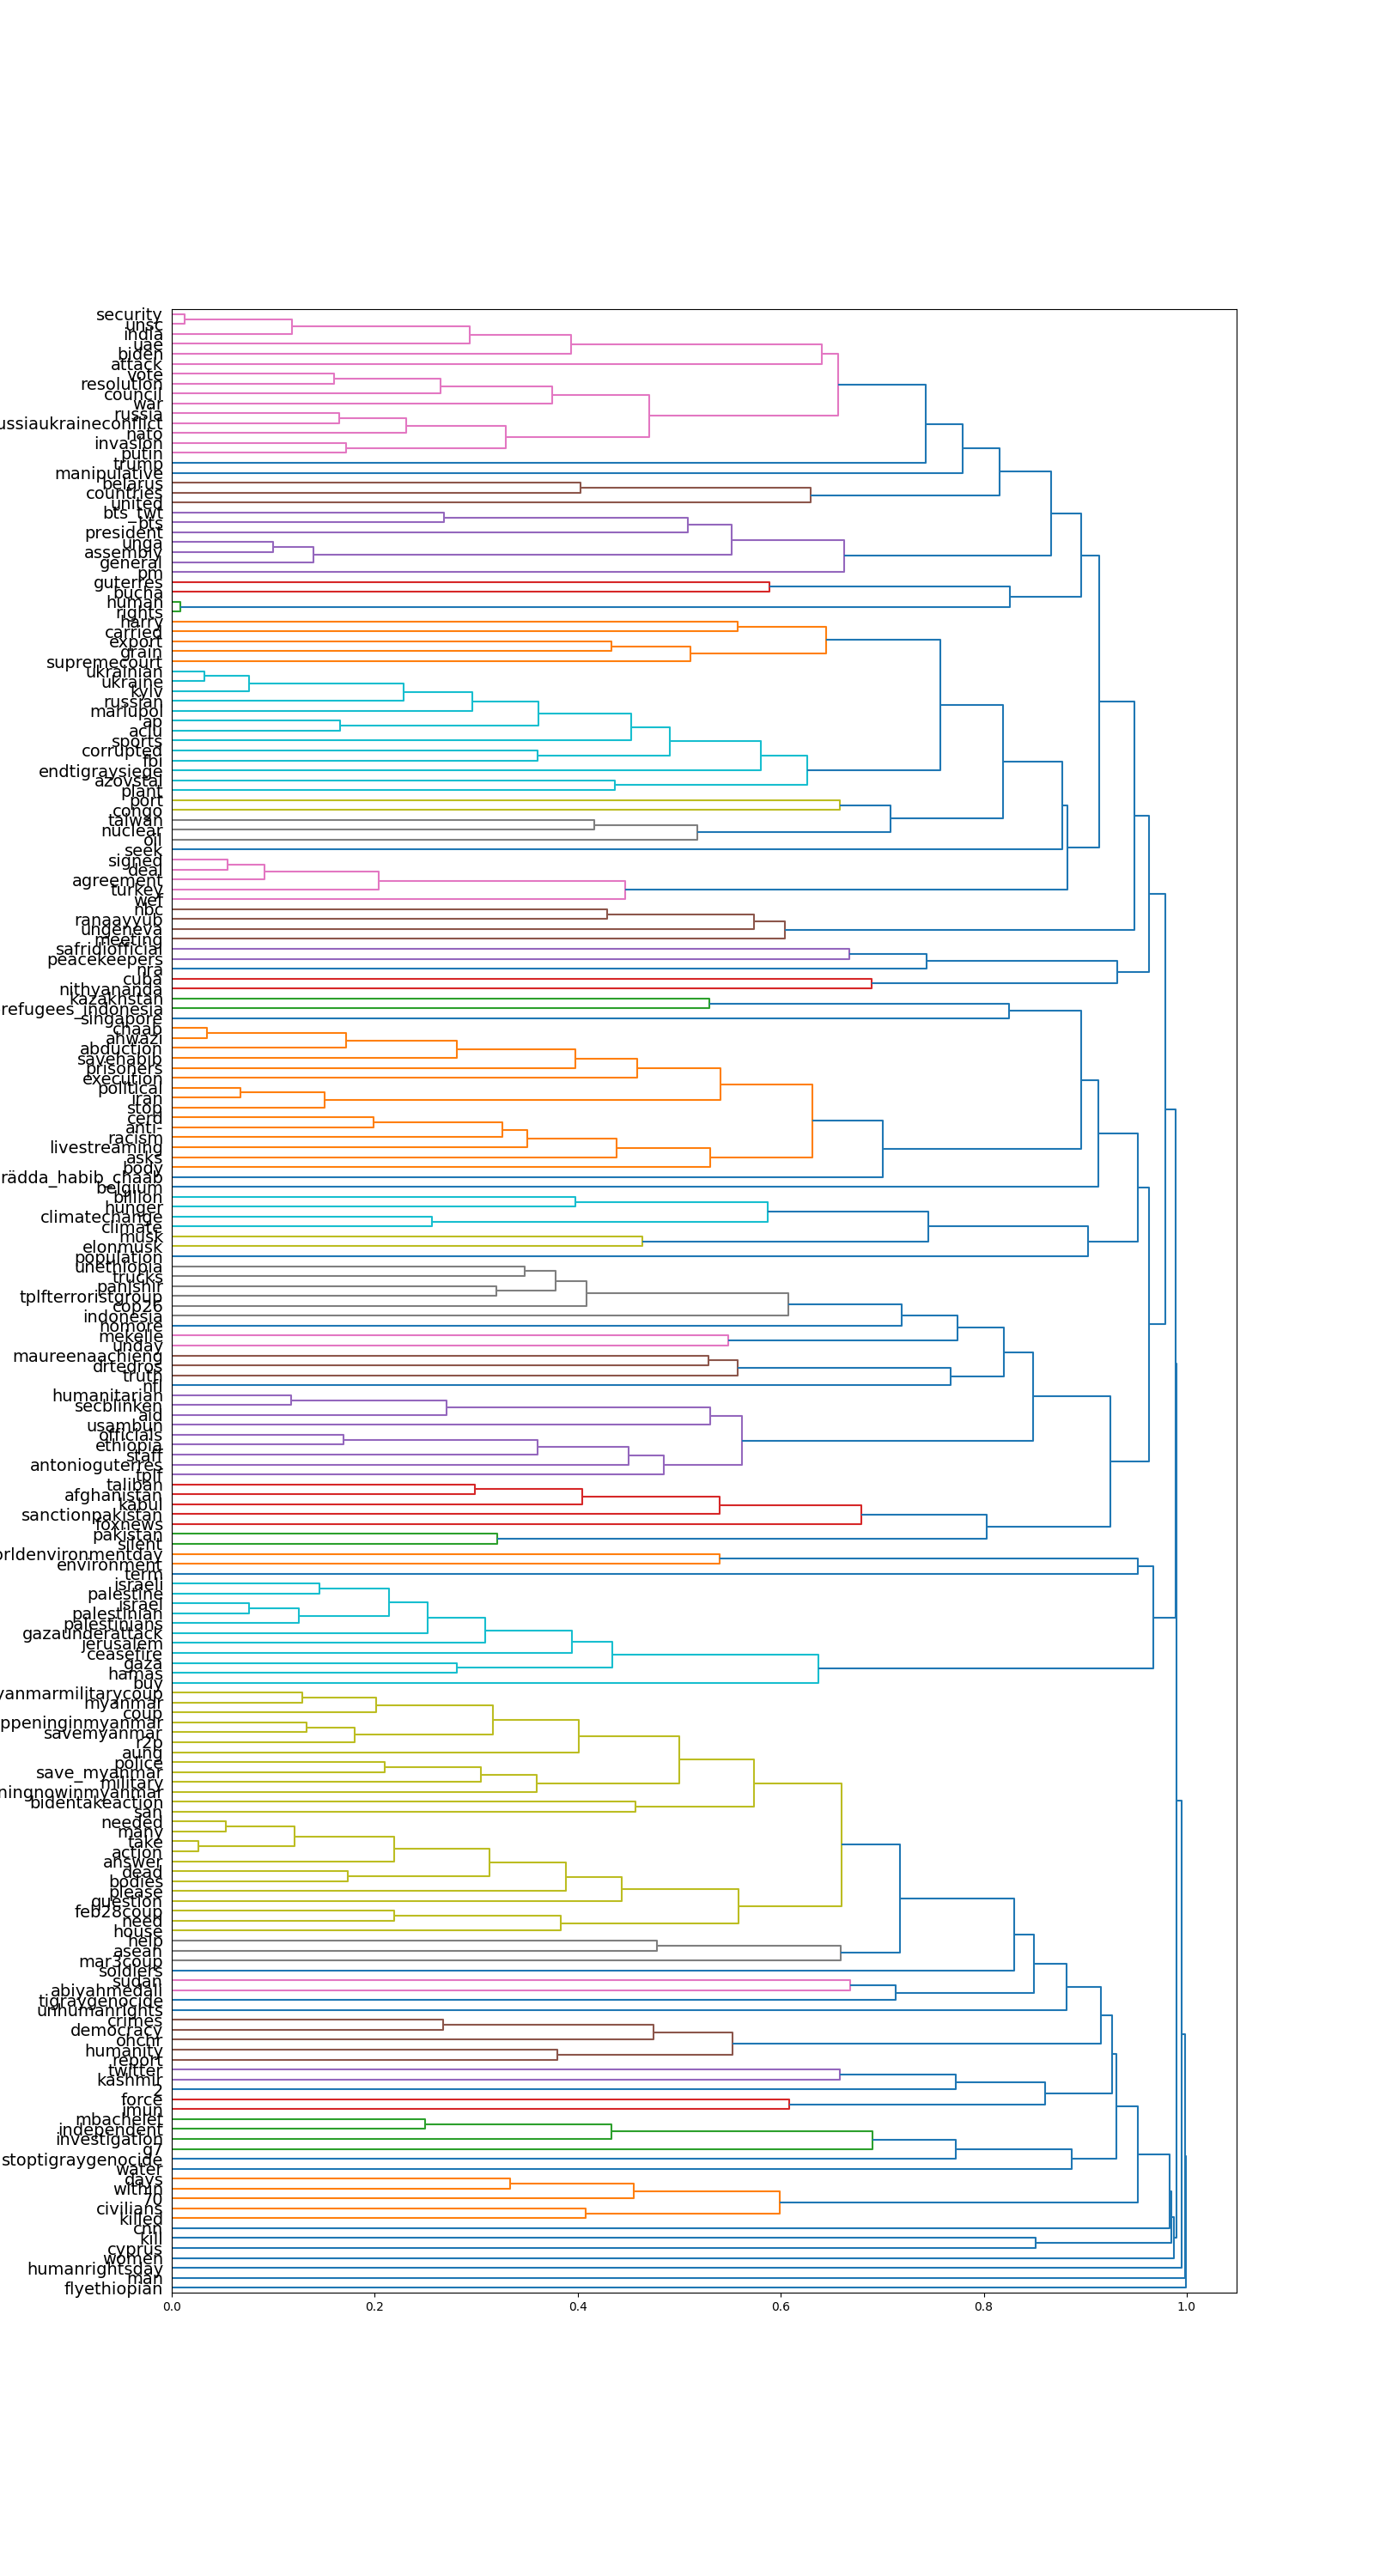 security
unsc
india
uae
biden
attack
vote
resolution
council
war
russia
ussiaukraineconflict
nato
invasion
putin
trump
manipulative
belarus
countries
united
bts_twt
bts
president
unga
assembly
general
pm
guterres
bucha
human
rights
harry
carried
export
grain
supremecourt
ukrainian
ukraine
kyiv
russian
mariupol
ap
aclu
sports
corrupted
fbi
endtigraysiege
azovstal
plant
port
congo
taiwan
nuclear
oil
seek
signed
deal
agreement
turkey
wef
nbc
ranaayyub
ungeneva
meeting
safridiofficial
peacekeepers
nra
cuba
nithyananda
kazakhstan
refugees_indonesia
singapore
chaab
ahwazi
abduction
savehabib
prisoners
execution
political
iran
stop
cerd
anti-
racism
livestreaming
asks
body
rädda_habib_chaab
belgium
billion
hunger
climatechange
climate
musk
elonmusk
population
unethiopia
trucks
panjshir
tplfterroristgroup
cop26
indonesia
nomore
mekelle
unday
maureenaachieng
drtedros
truth
nfl
humanitarian
secblinken
aid
usambun
officials
ethiopia
staff
antonioguterres
tplf
taliban
afghanistan
kabul
sanctionpakistan
foxnews
pakistan
silent
orldenvironmentday
environment
term
israeli
palestine
israel
palestinian
palestinians
gazaunderattack
jerusalem
ceasefire
gaza
hamas
buy
yanmarmilitarycoup
myanmar
coup
ppeninginmyanmar
savemyanmar
r2p
aung
police
save_myanmar
military
ningnowinmyanmar
bidentakeaction
san
needed
many
take
action
answer
dead
bodies
please
question
feb28coup
need
house
help
asean
mar3coup
soldiers
sudan
abiyahmedali
tigraygenocide
unhumanrights
crimes
democracy
ohchr
humanity
report
twitter
kashmir
2
force
imun
mbachelet
independent
investigation
g7
stoptigraygenocide
water
days
within
70
civilians
killed
cnn
kill
cyprus
women
humanrightsday
man
flyethiopian
0.0 0.2 0.4 0.6 0.8 1.0